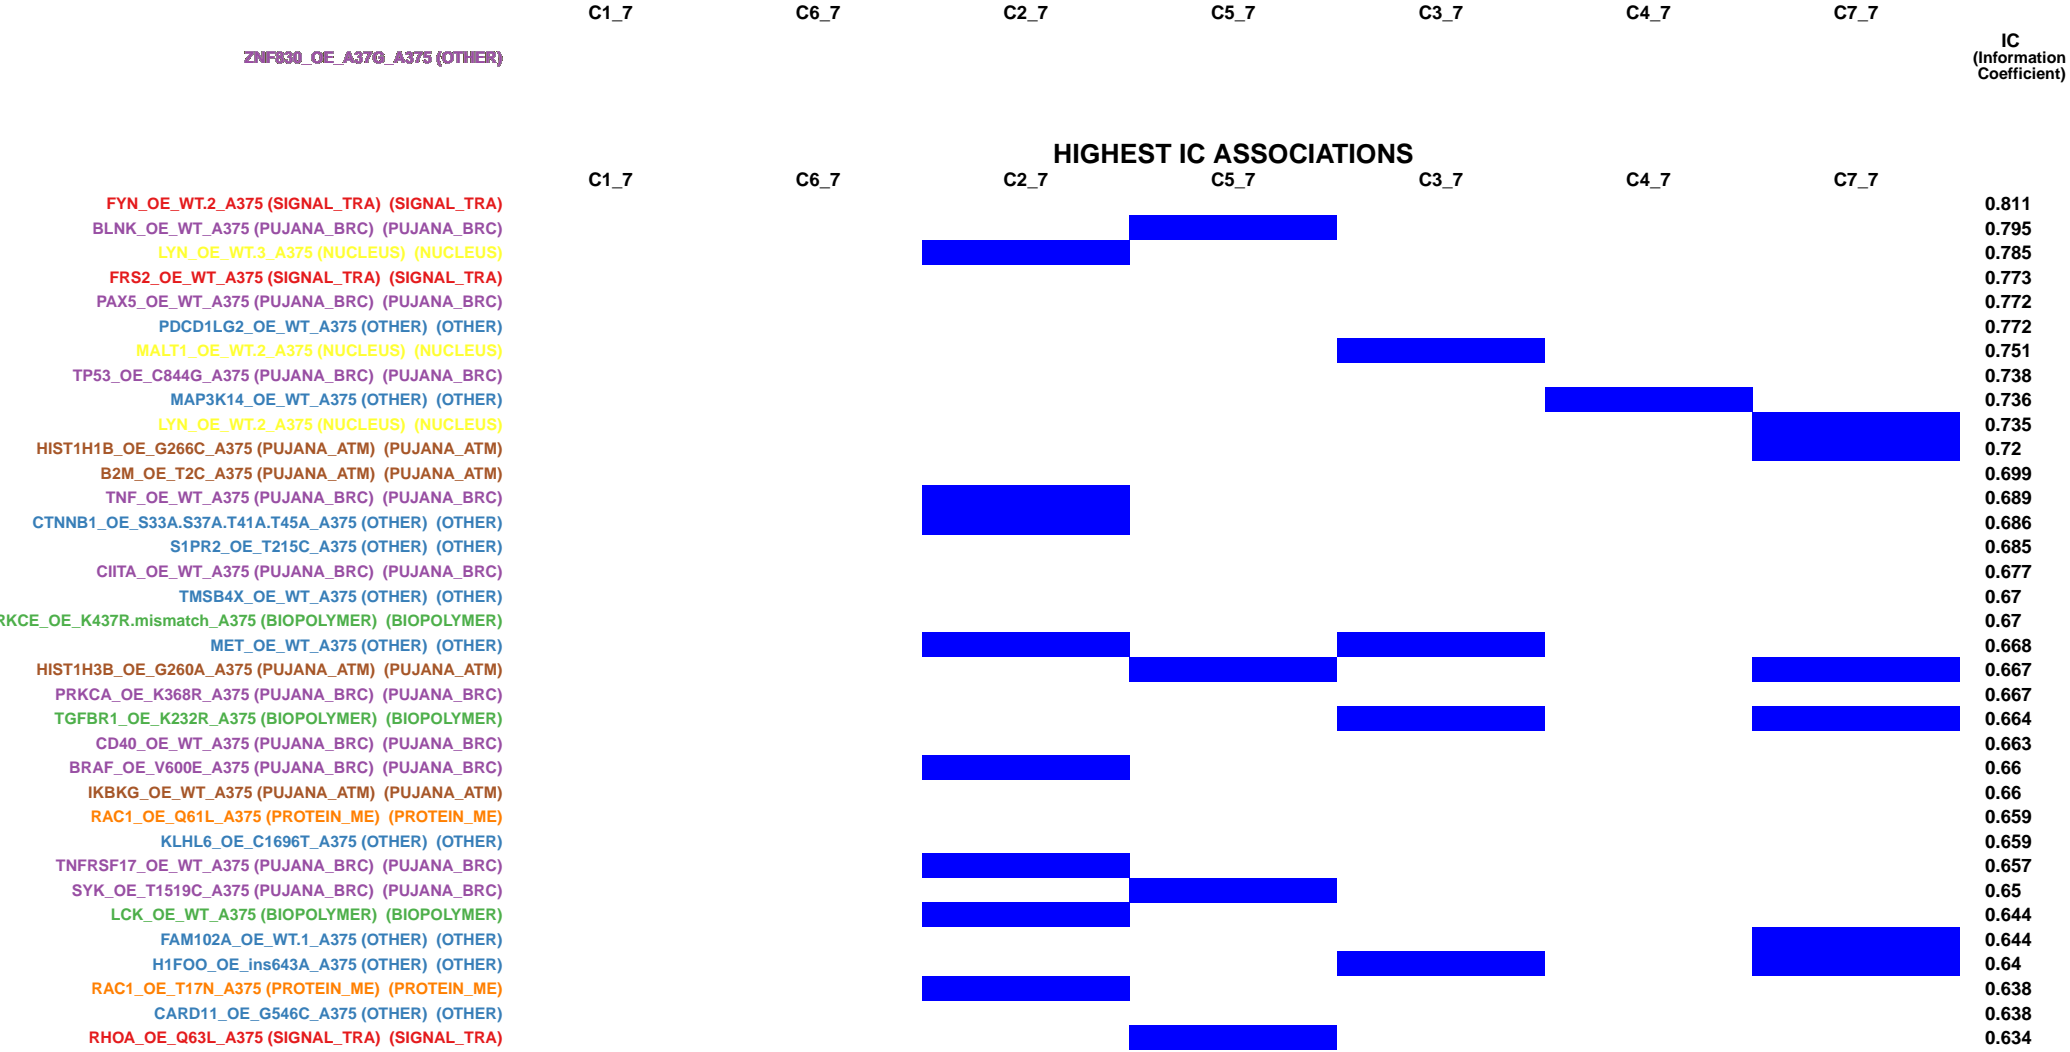 C1_7 C6_7 C2_7 C5_7 C3_7 C4_7 C7_7
ZNF830_OE_A37G_A375 (OTHER)
IC
(Information
Coefficient)
HIGHEST IC ASSOCIATIONS
C1_7 C6_7 C2_7 C5_7 C3_7 C4_7 C7_7
FYN_OE_WT.2_A375 (SIGNAL_TRA) (SIGNAL_TRA) 0.811
BLNK_OE_WT_A375 (PUJANA_BRC) (PUJANA_BRC) 0.795
LYN_OE_WT.3_A375 (NUCLEUS) (NUCLEUS) 0.785
FRS2_OE_WT_A375 (SIGNAL_TRA) (SIGNAL_TRA) 0.773
PAX5_OE_WT_A375 (PUJANA_BRC) (PUJANA_BRC) 0.772
PDCD1LG2_OE_WT_A375 (OTHER) (OTHER) 0.772
MALT1_OE_WT.2_A375 (NUCLEUS) (NUCLEUS) 0.751
TP53_OE_C844G_A375 (PUJANA_BRC) (PUJANA_BRC) 0.738
MAP3K14_OE_WT_A375 (OTHER) (OTHER) 0.736
LYN_OE_WT.2_A375 (NUCLEUS) (NUCLEUS) 0.735
HIST1H1B_OE_G266C_A375 (PUJANA_ATM) (PUJANA_ATM) 0.72
B2M_OE_T2C_A375 (PUJANA_ATM) (PUJANA_ATM) 0.699
TNF_OE_WT_A375 (PUJANA_BRC) (PUJANA_BRC) 0.689
CTNNB1_OE_S33A.S37A.T41A.T45A_A375 (OTHER) (OTHER) 0.686
S1PR2_OE_T215C_A375 (OTHER) (OTHER) 0.685
CIITA_OE_WT_A375 (PUJANA_BRC) (PUJANA_BRC) 0.677
TMSB4X_OE_WT_A375 (OTHER) (OTHER) 0.67
RKCE_OE_K437R.mismatch_A375 (BIOPOLYMER) (BIOPOLYMER) 0.67
MET_OE_WT_A375 (OTHER) (OTHER) 0.668
HIST1H3B_OE_G260A_A375 (PUJANA_ATM) (PUJANA_ATM) 0.667
PRKCA_OE_K368R_A375 (PUJANA_BRC) (PUJANA_BRC) 0.667
TGFBR1_OE_K232R_A375 (BIOPOLYMER) (BIOPOLYMER) 0.664
CD40_OE_WT_A375 (PUJANA_BRC) (PUJANA_BRC) 0.663
BRAF_OE_V600E_A375 (PUJANA_BRC) (PUJANA_BRC) 0.66
IKBKG_OE_WT_A375 (PUJANA_ATM) (PUJANA_ATM) 0.66
RAC1_OE_Q61L_A375 (PROTEIN_ME) (PROTEIN_ME) 0.659
KLHL6_OE_C1696T_A375 (OTHER) (OTHER) 0.659
TNFRSF17_OE_WT_A375 (PUJANA_BRC) (PUJANA_BRC) 0.657
SYK_OE_T1519C_A375 (PUJANA_BRC) (PUJANA_BRC) 0.65
LCK_OE_WT_A375 (BIOPOLYMER) (BIOPOLYMER) 0.644
FAM102A_OE_WT.1_A375 (OTHER) (OTHER) 0.644
H1FOO_OE_ins643A_A375 (OTHER) (OTHER) 0.64
RAC1_OE_T17N_A375 (PROTEIN_ME) (PROTEIN_ME) 0.638
CARD11_OE_G546C_A375 (OTHER) (OTHER) 0.638
RHOA_OE_Q63L_A375 (SIGNAL_TRA) (SIGNAL_TRA) 0.634